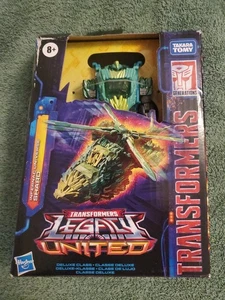 8+
TAKARA
TOMY
GENERATIONS
TRANSFORMERS
TRANSFORMERS
LEGACY
UNITED
Hasbro
DELUXE CLASS • CLASSE DELUXE
DELUXE-KLASSE • CLASE DE LUJO
CLASSE DELUXE